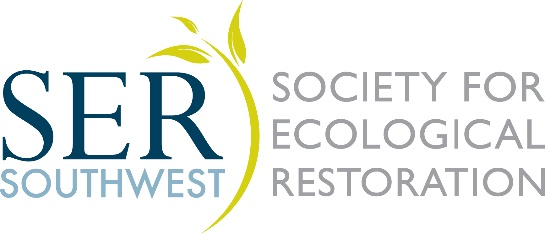 SER
SOUTHWEST
SOCIETY FOR
ECOLOGICAL
RESTORATION